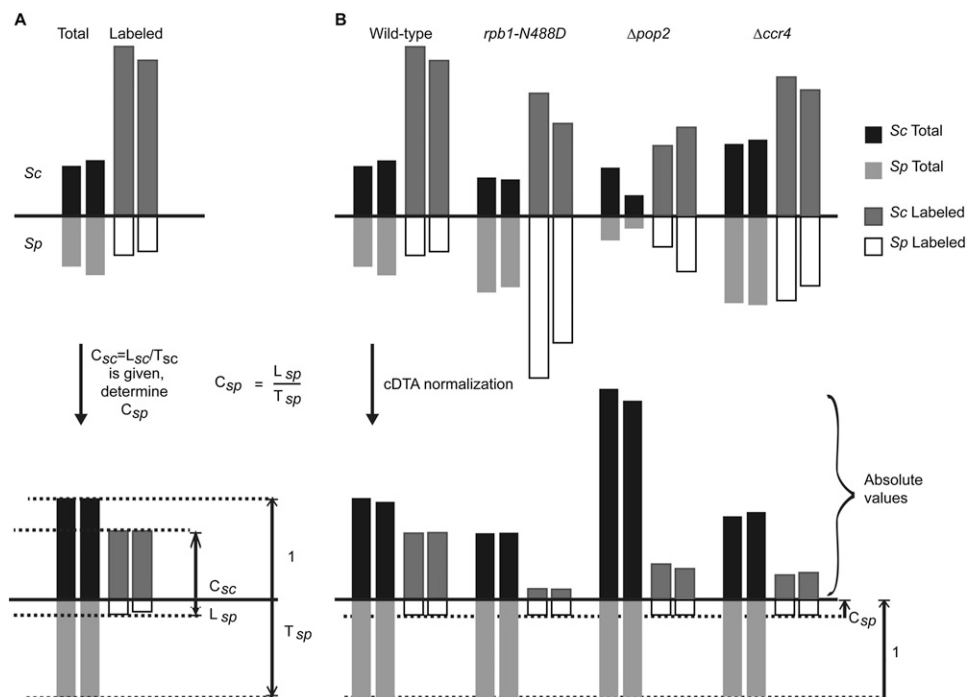 A
B
Total Labeled
Wild-type rpb1-N488D Δpop2 Δccr4
Sc
Sp
Sc Total
Sp Total
Sc Labeled
Sp Labeled
Csc=Lsc/Tsc
is given,
determine
Csp
Csp = Lsp
Tsp
cDTA normalization
Absolute
values
1
Csc
Lsp
Tsp
Csp
1